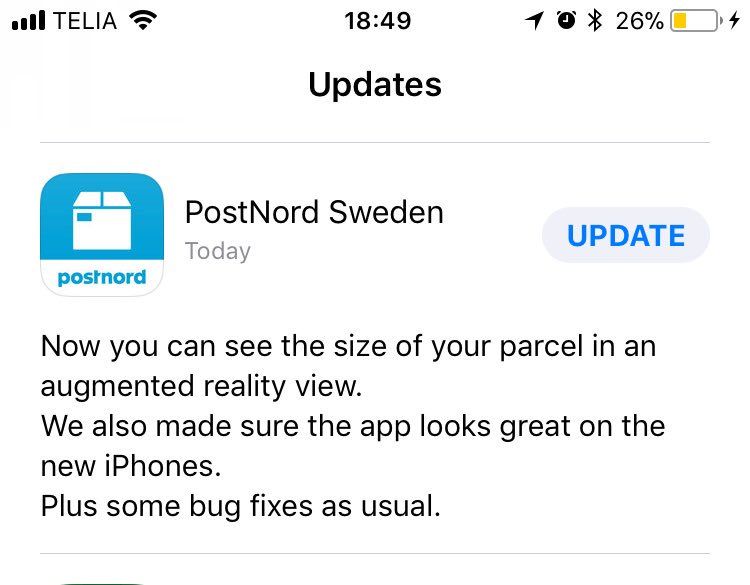 TELIA 18:49 26%
Updates
PostNord Sweden
Today
UPDATE
postnord
Now you can see the size of your parcel in an
augmented reality view.
We also made sure the app looks great on the
new iPhones.
Plus some bug fixes as usual.